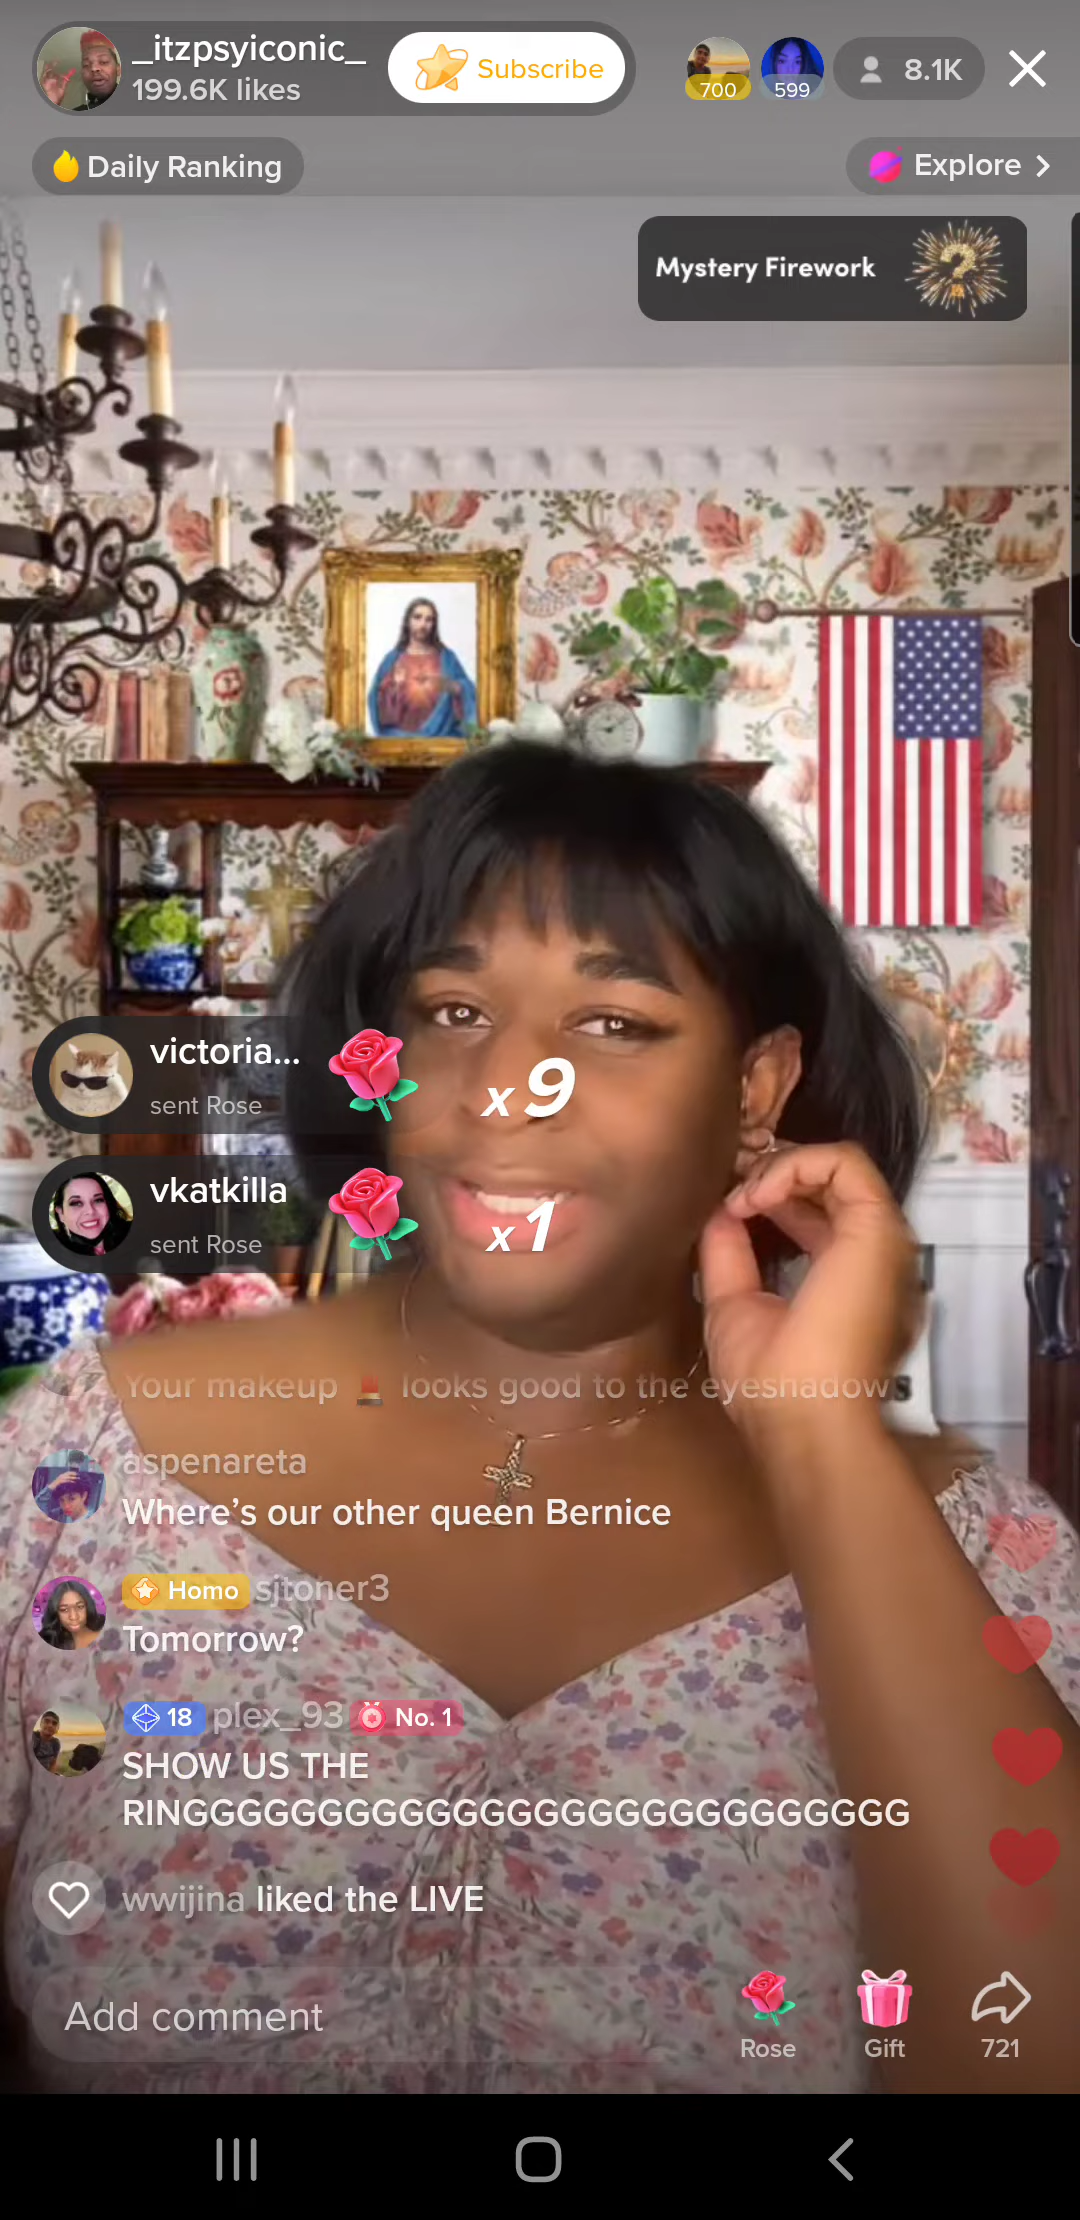 _itzpsyiconic_
199.6K likes
Subscribe
700
599
8.1K
Daily Ranking
Explore
Mystery Firework
victoria...
sent Rose
x9
vkatkilla
sent Rose
x1
Your makeup 💄 looks good to the eyeshadows
aspenareta
Where's our other queen Bernice
Homo sjtoner3
Tomorrow?
18 plex_93 No. 1
SHOW US THE
RINGGGGGGGGGGGGGGGGGGGGGGGGGGG
wwijina liked the LIVE
Add comment
Rose
Gift
721